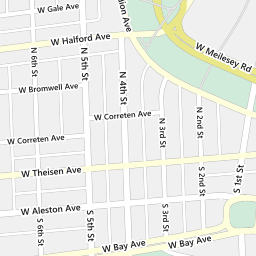 W Gale Ave
ion Ave
W Halford Ave
W Meilesey Rd
N 6th St
N 5th St
N 4th St
W Bromwell Ave
W Correten Ave
N 3rd St
N 2nd St
W Correten Ave
W Theisen Ave
S 2nd St
S 1st St
W Aleston Ave
S 6th St
S 5th St
S 3rd St
W Bay Ave
W Bay Ave